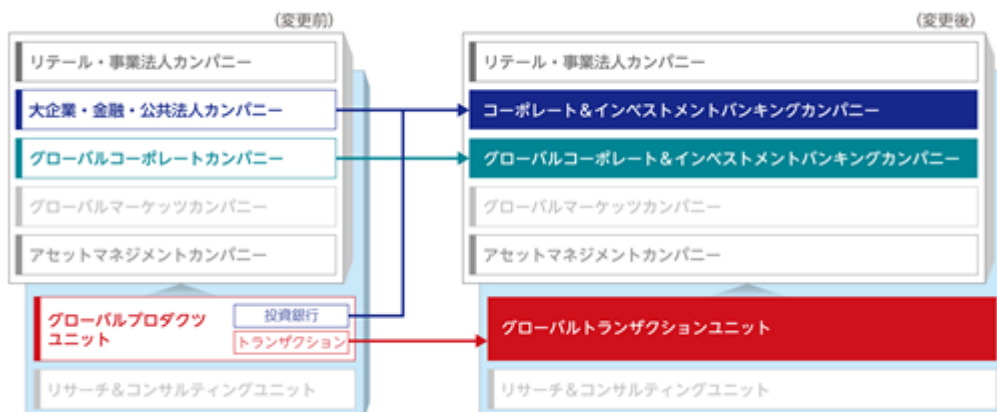 (変更前)
リテール・事業法人カンパニー
大企業・金融・公共法人カンパニー
グローバルコーポレートカンパニー
グローバルマーケッツカンパニー
アセットマネジメントカンパニー
グローバルプロダクツ
ユニット
投資銀行
トランザクション
リサーチ&コンサルティングユニット
(変更後)
リテール・事業法人カンパニー
コーポレート&インベストメントバンキングカンパニー
グローバルコーポレート&インベストメントバンキングカンパニー
グローバルマーケッツカンパニー
アセットマネジメントカンパニー
グローバルトランザクションユニット
リサーチ&コンサルティングユニット